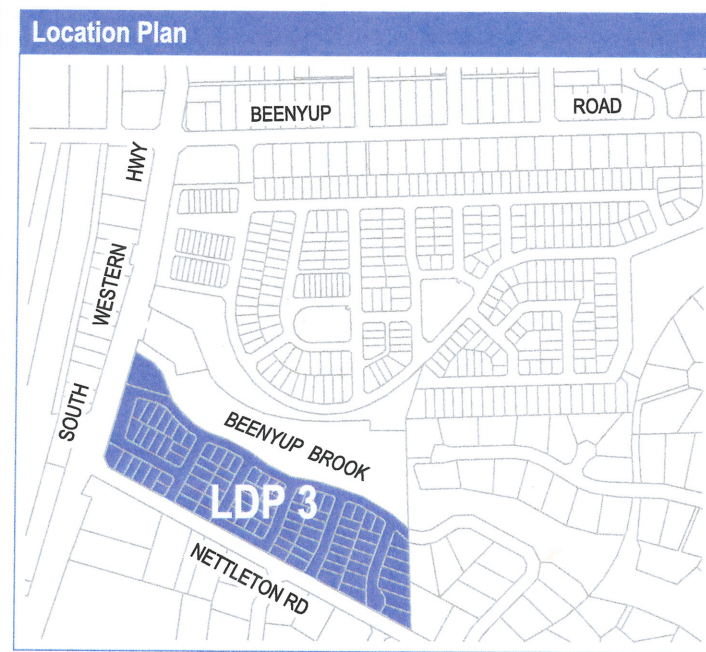 Location Plan
BEENYUP ROAD
SOUTH WESTERN HWY
BEENYUP BROOK
LDP 3
NETTLETON RD